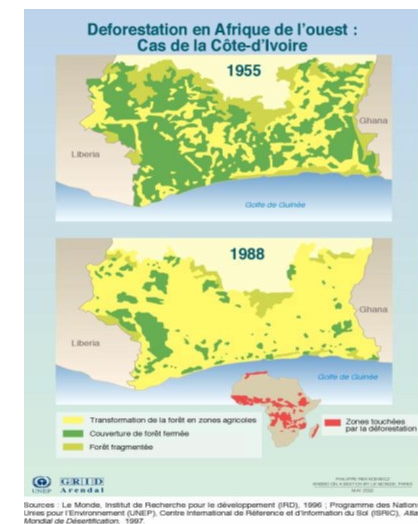 Deforestation en Afrique de l'ouest :
Cas de la Côte-d'Ivoire
1955
Ghana
Liberia
Golfe de Guinée
1988
Ghana
Liberia
Golfe de Guinée
Transformation de la forêt en zones agricoles
Couverture de forêt fermée
Forêt fragmentée
Zones touchées
par la déforestation
UNEP
GRID
Arendal
PHILIPPE REKACEWICZ
Sources : Le Monde, Institut de Recherche pour le développement (IRD), 1996 ; Programme des Nations
Unies pour l'Environnement (UNEP), Centre International de Référence et d'Information du Sol (ISRIC),
Mondial de Désertification, 1997.